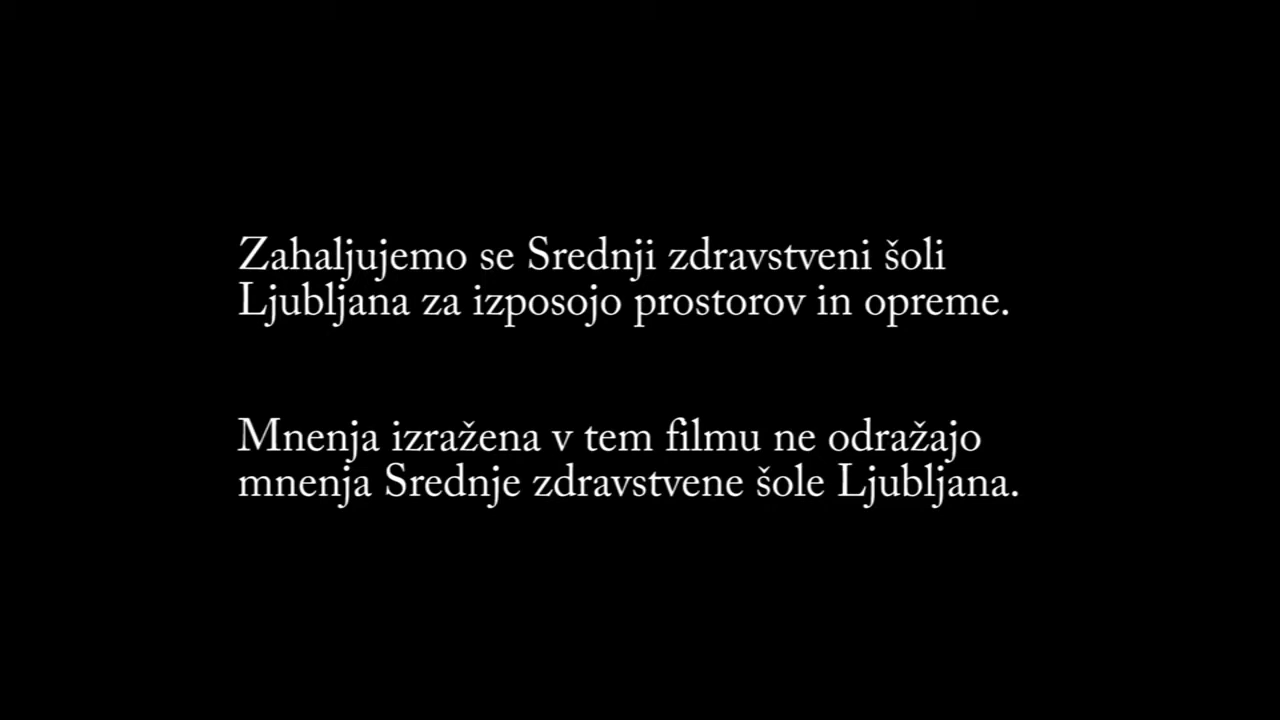 Zahaljujemo se Srednji zdravstveni šoli
Ljubljana za izposojo prostorov in opreme.
Mnenja izražena v tem filmu ne odražajo
mnenja Srednje zdravstvene šole Ljubljana.